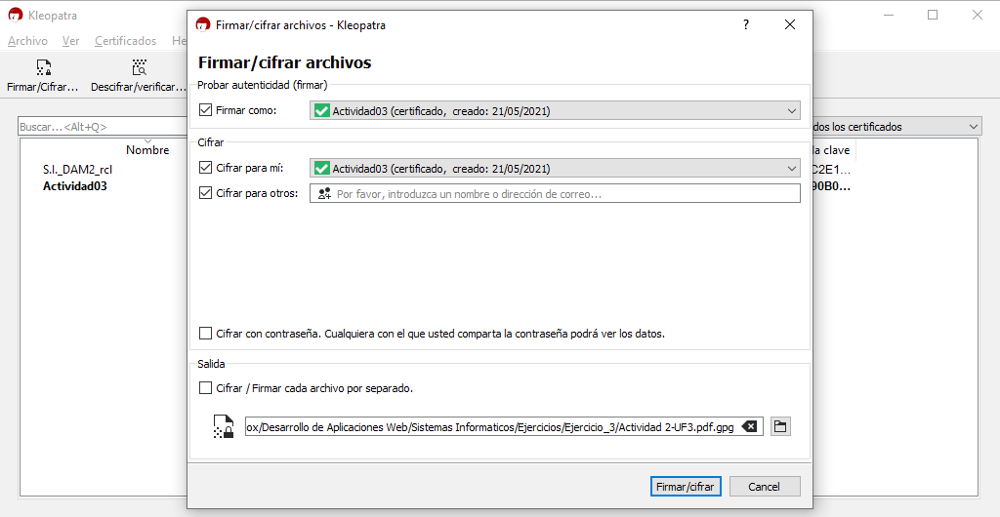 Kleopatra
Archivo Ver Certificados
Firmar/Cifrar... Descifrar/verificar...
Buscar...<Alt+Q>
los certificados
Nombre
la clave
S.I._DAM2_rcl
C2E1...
Actividad03
90B0...
Firmar/cifrar archivos - Kleopatra
?
Firmar/cifrar archivos
Probar autenticidad (firmar)
Firmar como: Actividad03 (certificado, creado: 21/05/2021)
Cifrar
Cifrar para mí: Actividad03 (certificado, creado: 21/05/2021)
Cifrar para otros: Por favor, introduzca un nombre o dirección de correo...
Cifrar con contraseña. Cualquiera con el que usted comparta la contraseña podrá ver los datos.
Salida
Cifrar / Firmar cada archivo por separado.
ox/Desarrollo de Aplicaciones Web/Sistemas Informaticos/Ejercicios/Ejercicio_3/Actividad 2-UF3.pdf.gpg
Firmar/cifrar Cancel